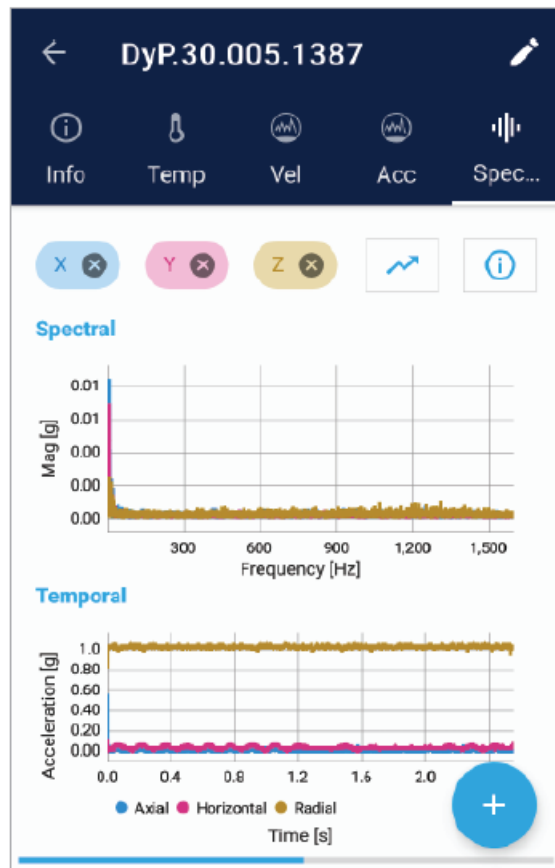 DyP.30.005.1387
Info Temp Vel Acc Spec...
X Y Z
Spectral
0.01
0.01
0.00
0.00
0.00
Mag [g]
300 600 900 1,200 1,500
Frequency [Hz]
Temporal
1.0
0.80
0.60
0.40
0.20
0.00
Acceleration [g]
0.0 0.4 0.8 1.2 1.6 2.0
Axial Horizontal Radial
Time [s]